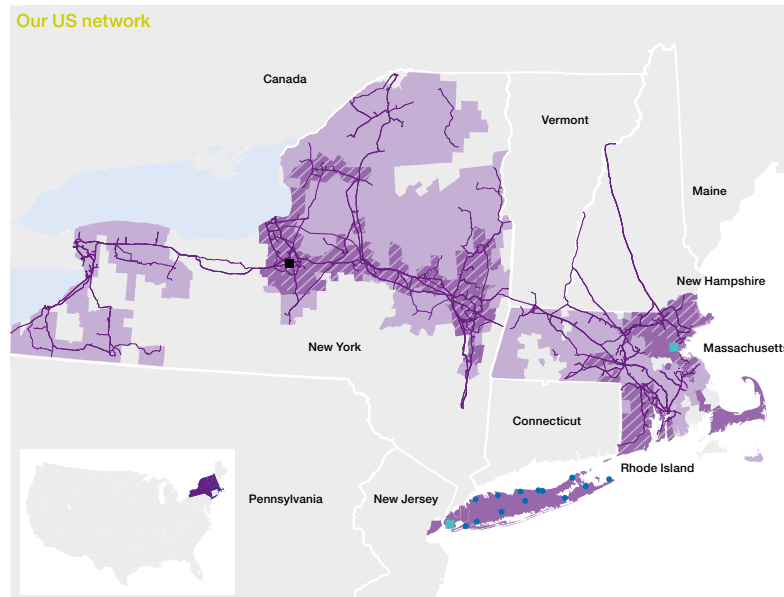 Our US network
Canada
Vermont
Maine
New Hampshire
New York
Massachusetts
Connecticut
Rhode Island
Pennsylvania
New Jersey